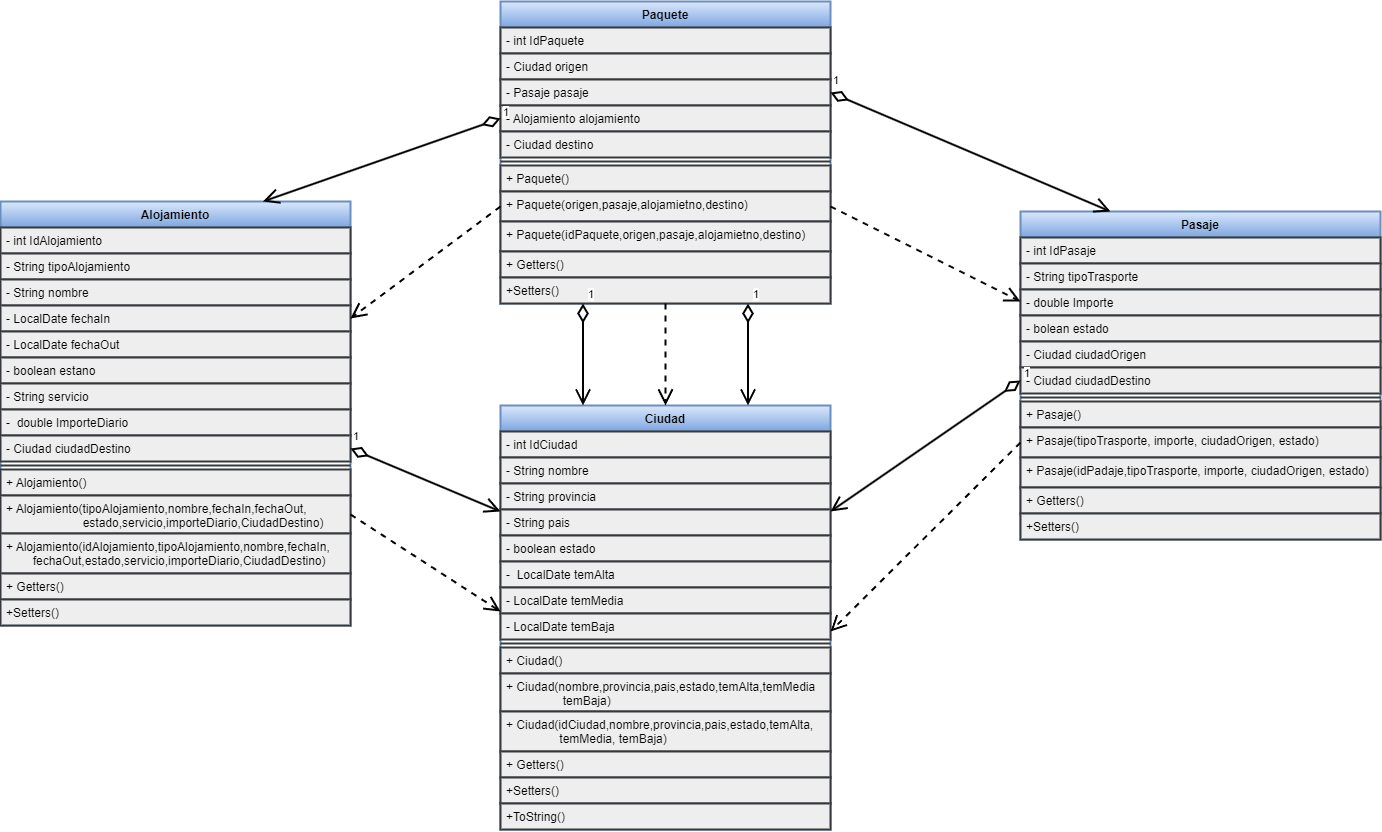 Paquete
- int IdPaquete
- Ciudad origen
- Pasaje pasaje
- Alojamiento alojamiento
- Ciudad destino
+ Paquete()
+ Paquete(origen,pasaje,alojamietno,destino)
+ Paquete(idPaquete,origen,pasaje,alojamietno,destino)
+ Getters()
+Setters()
1
1
1
1
Alojamiento
- int IdAlojamiento
- String tipoAlojamiento
- String nombre
- LocalDate fechaIn
- LocalDate fechaOut
- boolean estano
- String servicio
- double ImporteDiario
- Ciudad ciudadDestino
+ Alojamiento()
+ Alojamiento(tipoAlojamiento,nombre,fechaIn,fechaOut,
estado,servicio,importeDiario,CiudadDestino)
+ Alojamiento(idAlojamiento,tipoAlojamiento,nombre,fechaIn,
fechaOut,estado,servicio,importeDiario,CiudadDestino)
+ Getters()
+Setters()
1
Pasaje
- int IdPasaje
- String tipoTrasporte
- double Importe
- bolean estado
- Ciudad ciudadOrigen
- Ciudad ciudadDestino
+ Pasaje()
+ Pasaje(tipoTrasporte, importe, ciudadOrigen, estado)
+ Pasaje(idPadaje,tipoTrasporte, importe, ciudadOrigen, estado)
+ Getters()
+Setters()
1
Ciudad
- int IdCiudad
- String nombre
- String provincia
- String pais
- boolean estado
- LocalDate temAlta
- LocalDate temMedia
- LocalDate temBaja
+ Ciudad()
+ Ciudad(nombre,provincia,pais,estado,temAlta,temMedia
temBaja)
+ Ciudad(idCiudad,nombre,provincia,pais,estado,temAlta,
temMedia, temBaja)
+ Getters()
+Setters()
+ToString()